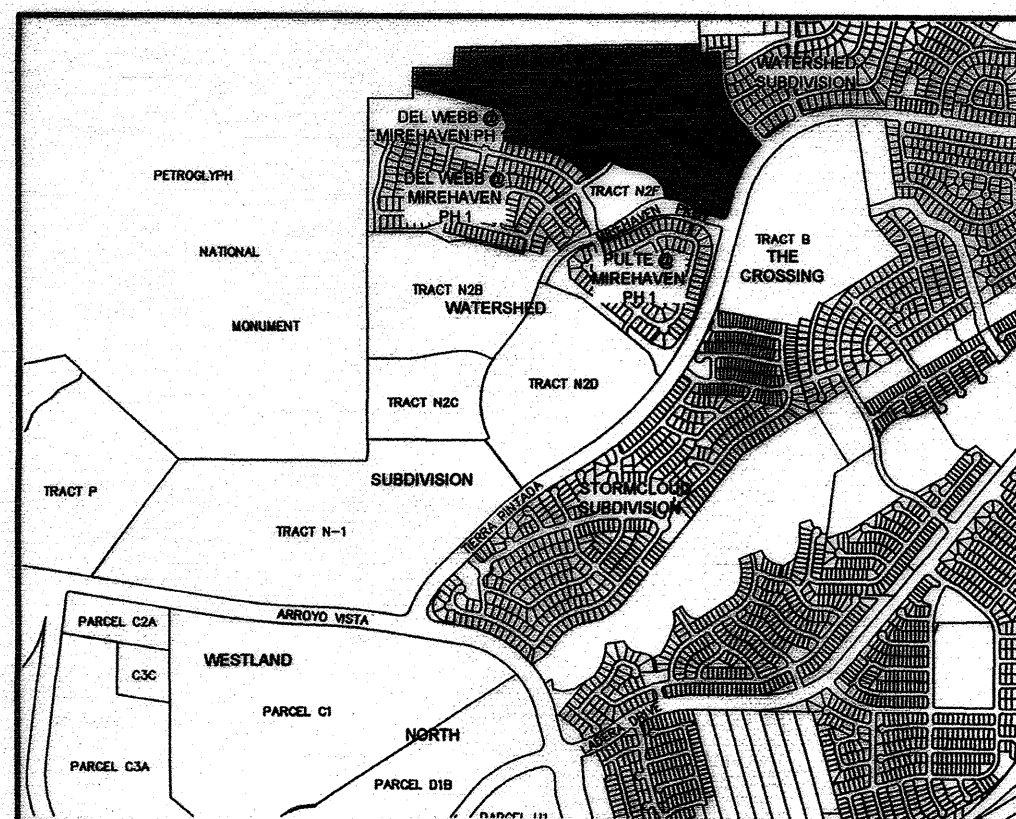 WATERSHED
SUBDIVISION
DEL WEBB @
MIREHAVEN PH
PETROGLYPH
DEL WEBB @
MIREHAVEN
PH 1
TRACT N2F
MIREHAVEN
NATIONAL
TRACT B
THE
CROSSING
PULTE @
MIREHAVEN
PH 1
TRACT N2B
WATERSHED
MONUMENT
TRACT N2D
TRACT N2C
SUBDIVISION
STORMCLOUD
SUBDIVISION
TRACT P
TIERRA PINTADA
TRACT N-1
ARROYO VISTA
PARCEL C2A
WESTLAND
C3C
PARCEL C1
NORTH
LADERA DRIVE
PARCEL C3A
PARCEL D1B
PARCEL